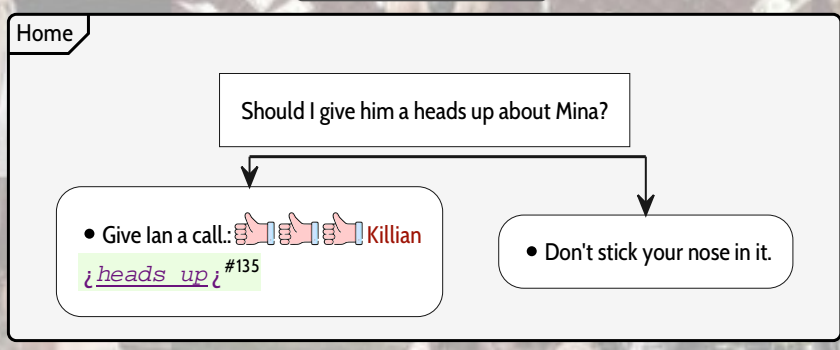 Home
Should I give him a heads up about Mina?
• Give Ian a call.: Killian
¿heads up¿ #135
• Don't stick your nose in it.